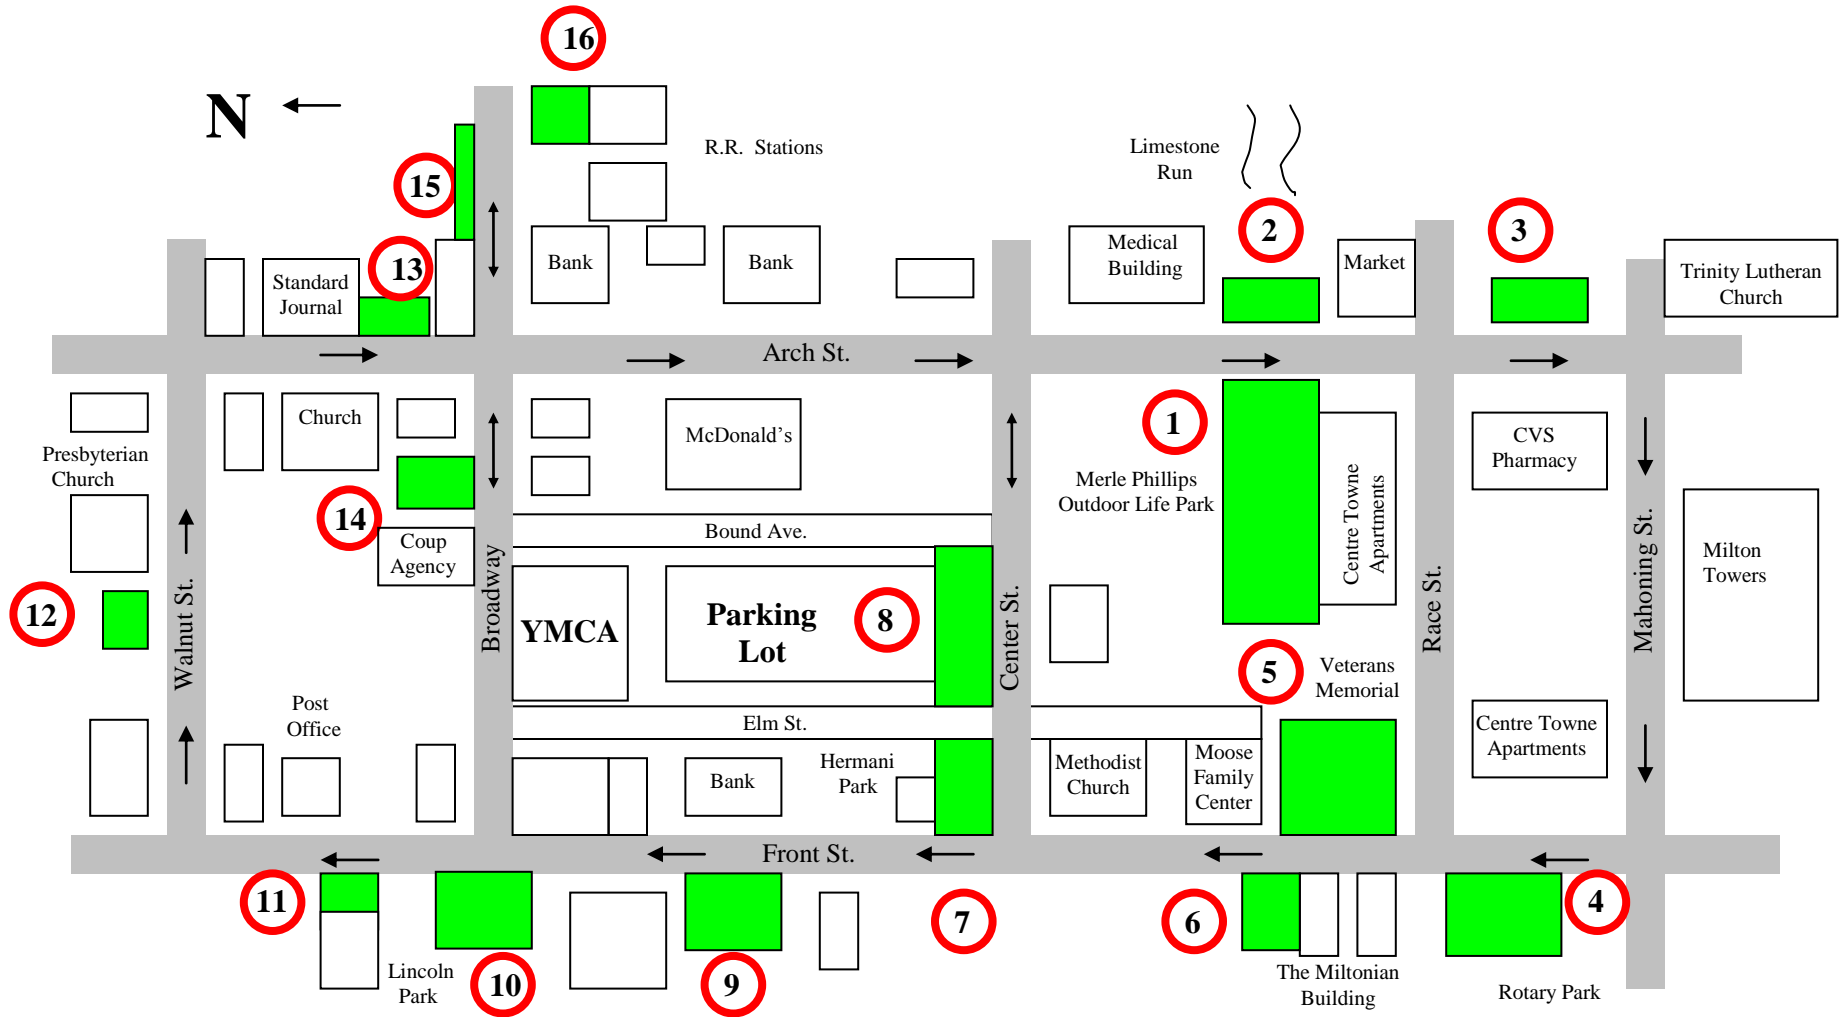 16
N
R.R. Stations
Limestone
Run
15
2
3
13
Standard
Journal
Bank
Bank
Medical
Building
Market
Trinity Lutheran
Church
Arch St.
Church
McDonald's
1
CVS
Pharmacy
Presbyterian
Church
Merle Phillips
Outdoor Life Park
Centre Towne
Apartments
14
Coup
Agency
Bound Ave.
Milton
Towers
12
Walnut St.
Broadway
YMCA
Parking
Lot
8
Center St.
Race St.
Mahoning St.
5
Veterans
Memorial
Post
Office
Elm St.
Centre Towne
Apartments
Bank
Hermani
Park
Methodist
Church
Moose
Family
Center
Front St.
11
7
6
4
Lincoln
Park
10
9
The Miltonian
Building
Rotary Park